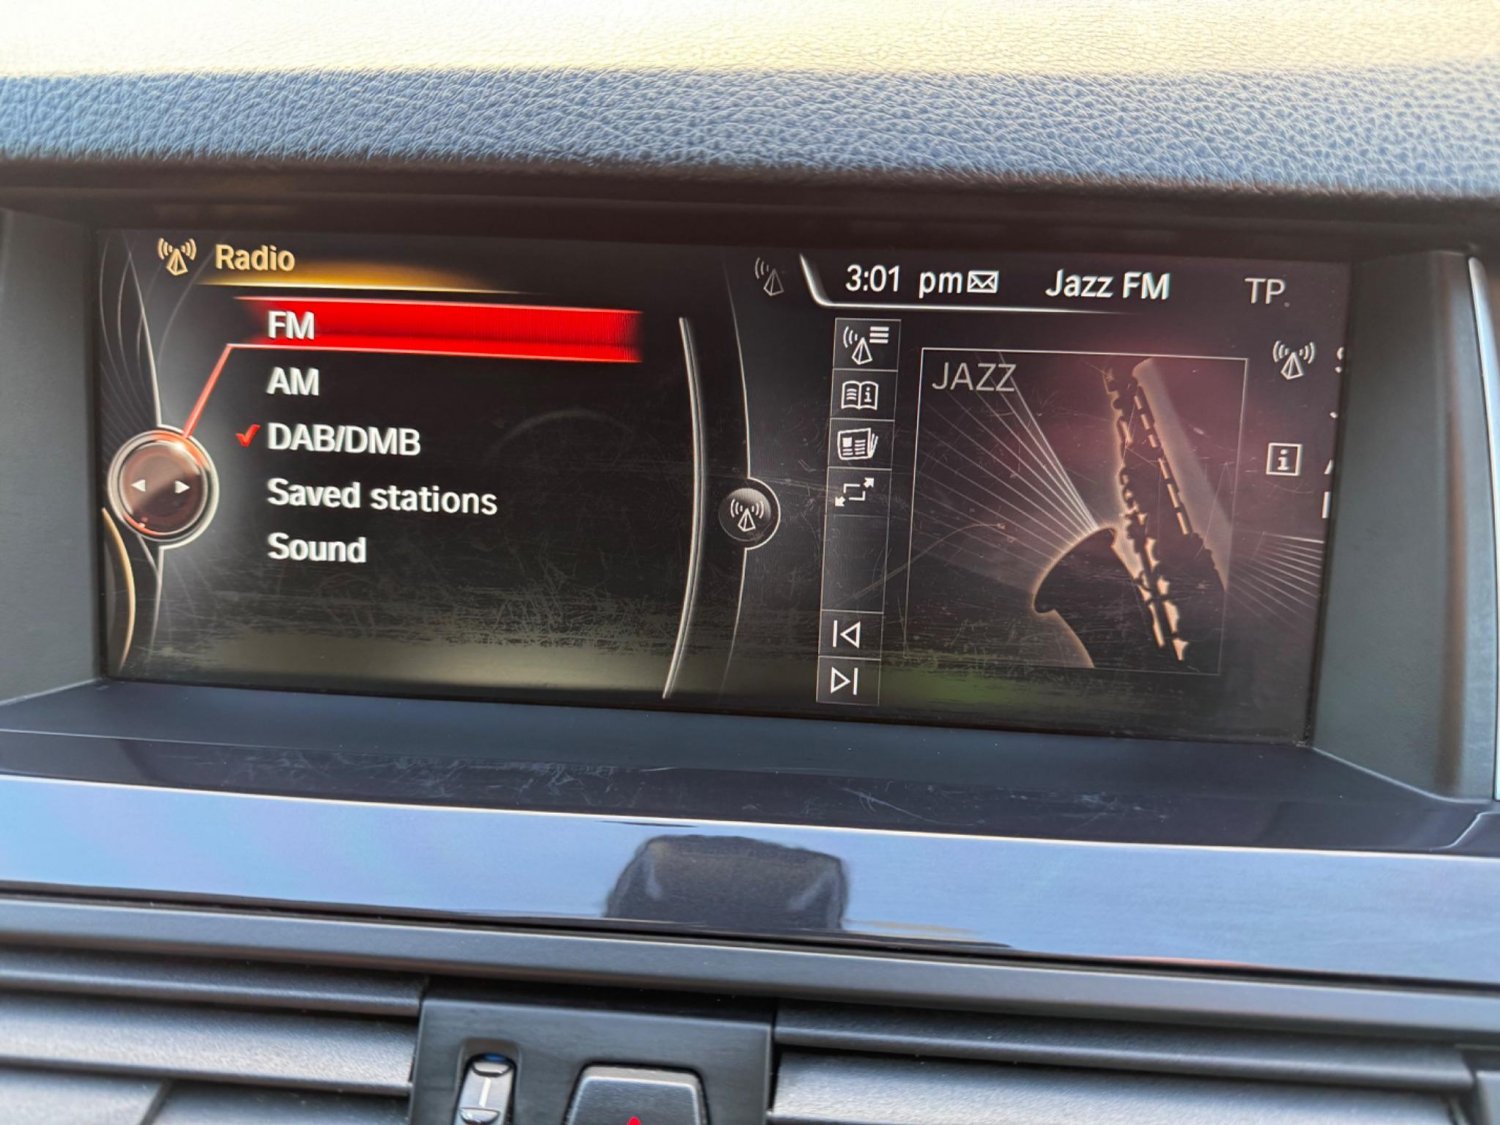 Radio
FM
AM
DAB/DMB
Saved stations
Sound
3:01 pm
Jazz FM
TP
JAZZ